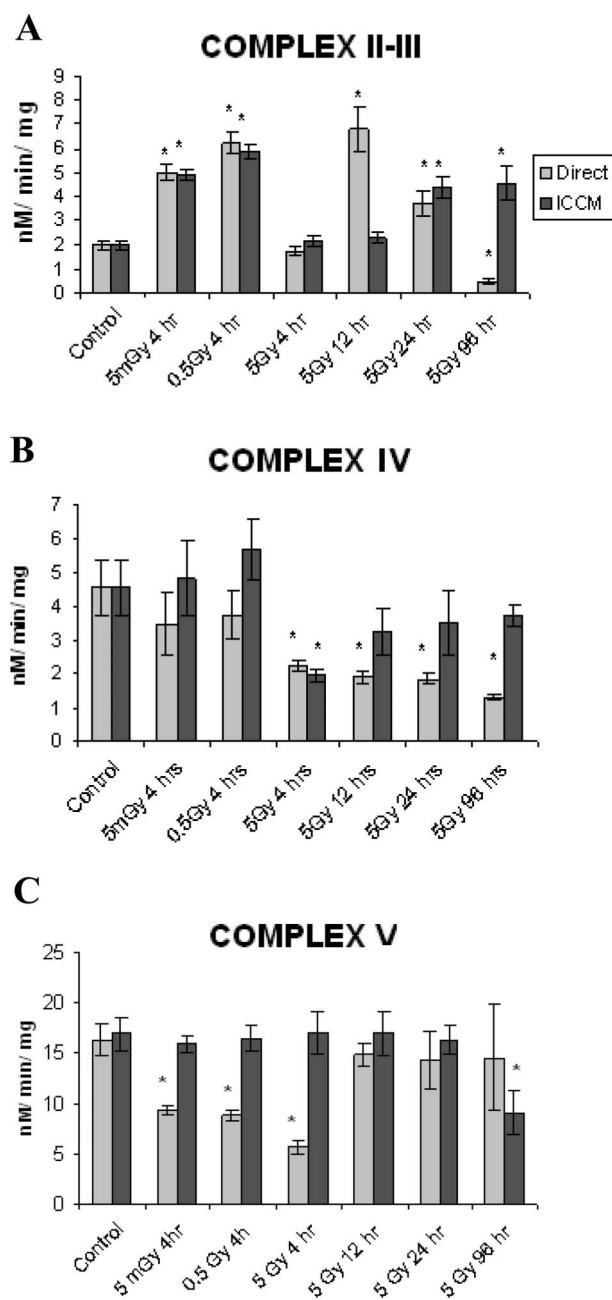 A
COMPLEX II-III
nM/ min/ mg
9
8
7
6
5
4
3
2
1
0
* * * * * * * * *
Direct
ICCM
Control
5mGy 4 hr
0.5Gy 4 hr
5Gy 4 hr
5Gy 12 hr
5Gy 24 hr
5Gy 96 hr
B
COMPLEX IV
nM/ min/ mg
7
6
5
4
3
2
1
0
* * * * *
Control
5mGy 4 hrs
0.5Gy 4 hrs
5Gy 4 hrs
5Gy 12 hrs
5Gy 24 hrs
5Gy 96 hrs
C
COMPLEX V
nM/ min/ mg
25
20
15
10
5
0
* * * *
Control
5 mGy 4hr
0.5 Gy 4h
5 Gy 4 hr
5 Gy 12 hr
5 Gy 24 hr
5 Gy 96 hr